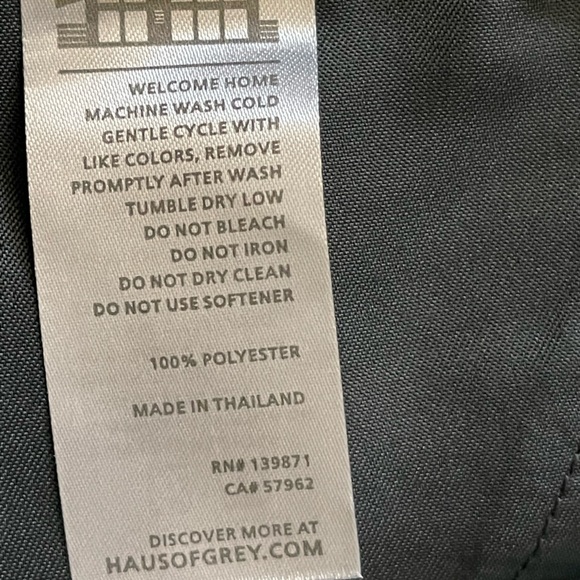 WELCOME HOME
MACHINE WASH COLD
GENTLE CYCLE WITH
LIKE COLORS, REMOVE
PROMPTLY AFTER WASH
TUMBLE DRY LOW
DO NOT BLEACH
DO NOT IRON
DO NOT DRY CLEAN
DO NOT USE SOFTENER
100% POLYESTER
MADE IN THAILAND
RN# 139871
CA# 57962
DISCOVER MORE AT
HAUSOFGREY.COM